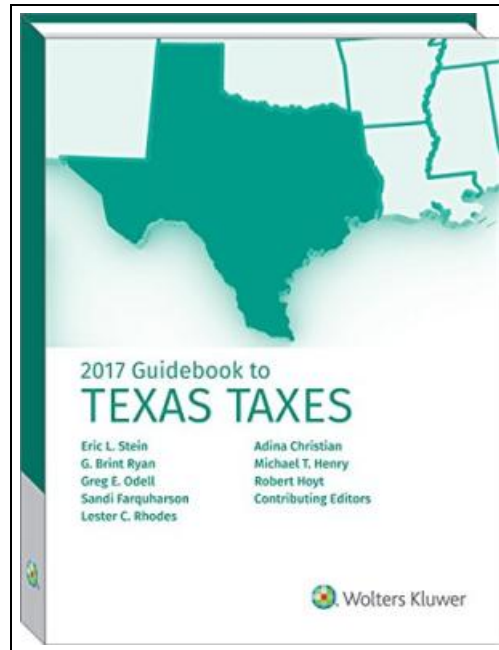 2017 Guidebook to
TEXAS TAXES
Eric L. Stein
G. Brint Ryan
Greg E. Odell
Sandi Farquharson
Lester C. Rhodes
Adina Christian
Michael T. Henry
Robert Hoyt
Contributing Editors
Wolters Kluwer